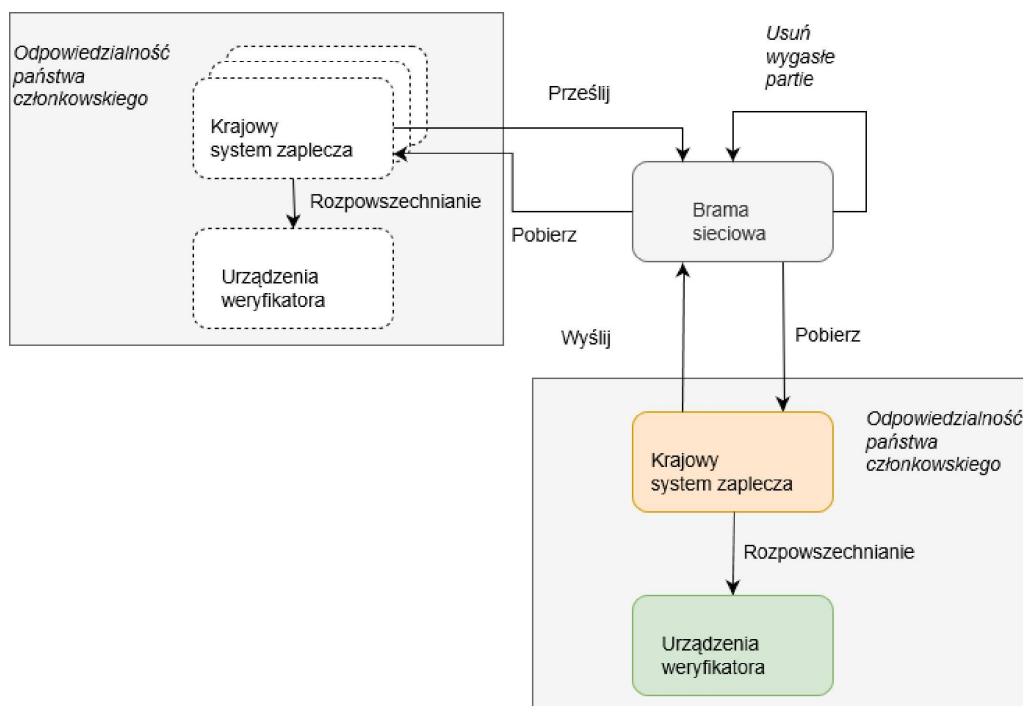 Odpowiedzialność
państwa
członkowskiego
Krajowy
system zaplecza
Rozpowszechnianie
Urządzenia
weryfikatora
Prześlij
Pobierz
Usuń
wygasłe
partie
Brama
sieciowa
Wyślij
Pobierz
Odpowiedzialność
państwa
członkowskiego
Krajowy
system zaplecza
Rozpowszechnianie
Urządzenia
weryfikatora